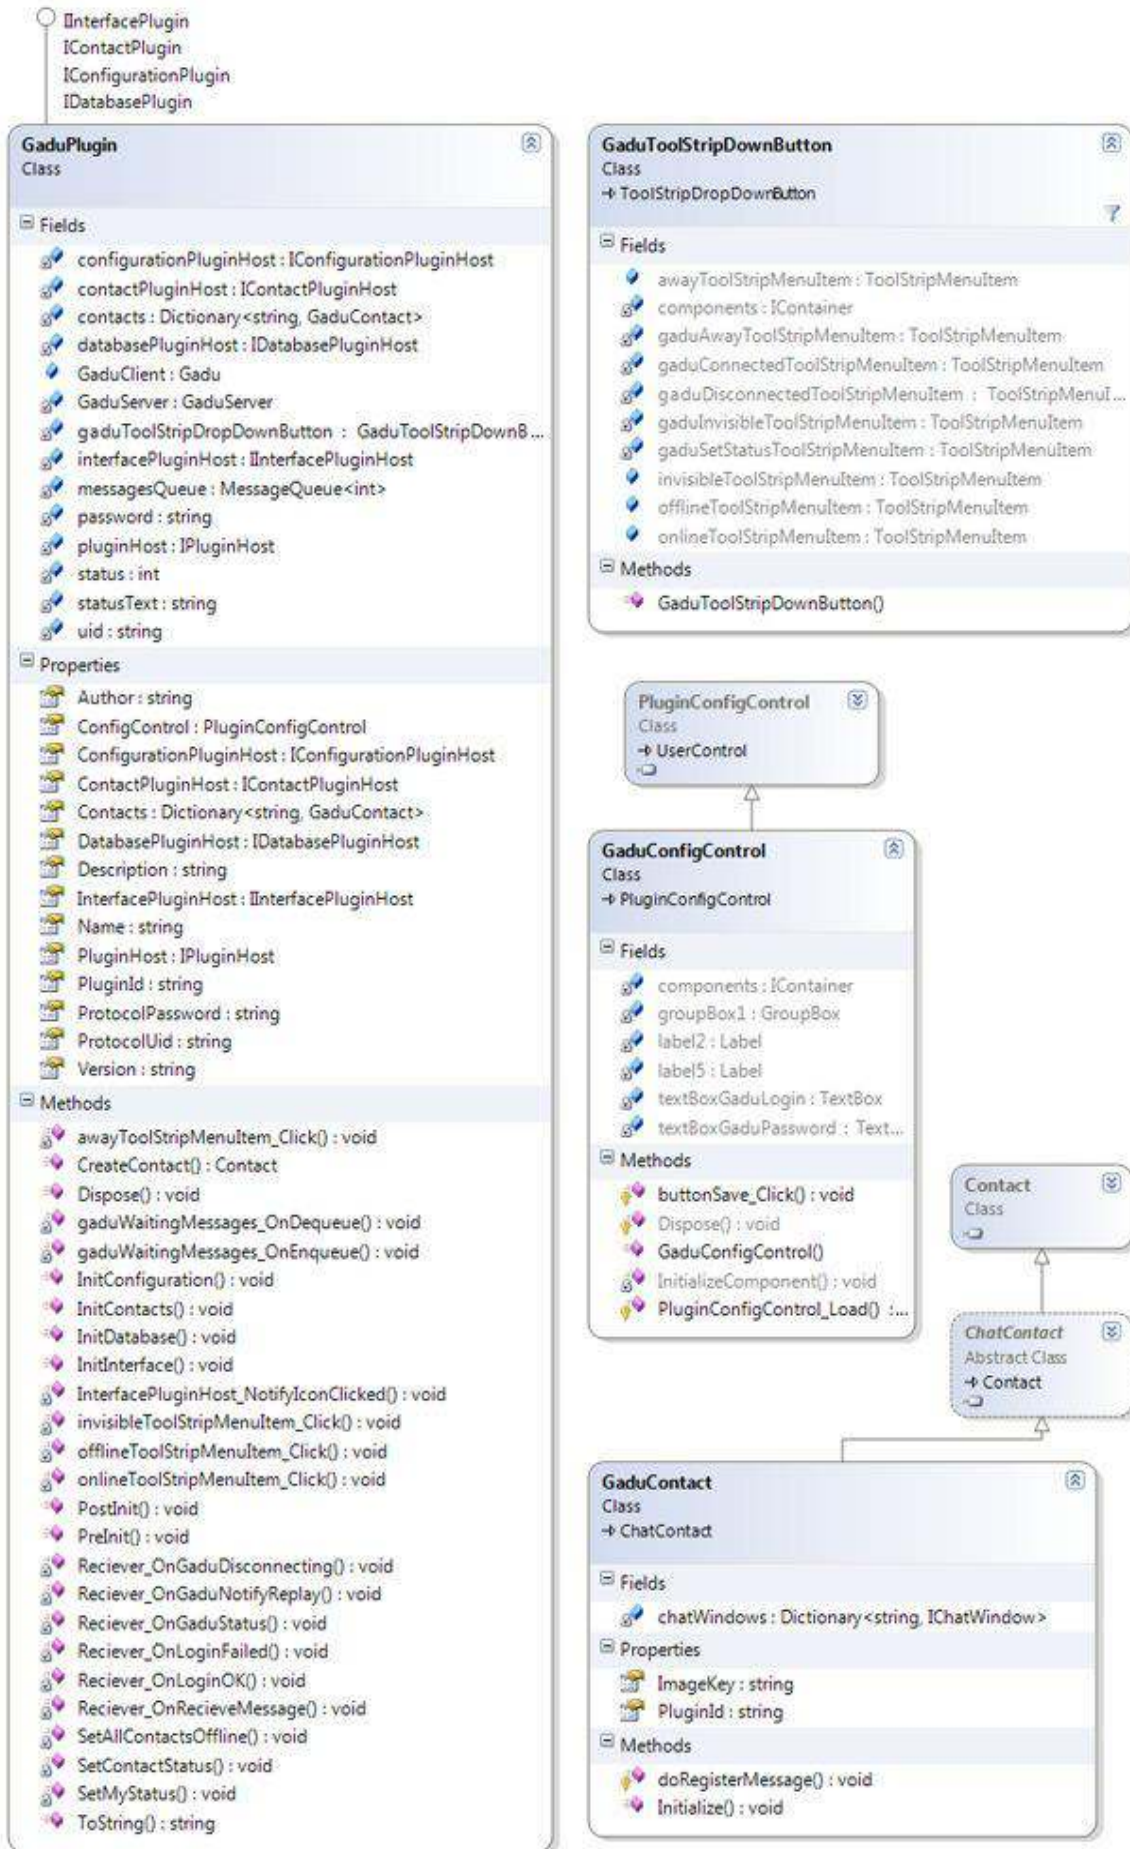 IInterfacePlugin
IContactPlugin
IConfigurationPlugin
IDatabasePlugin
GaduPlugin
Class
Fields
configurationPluginHost : IConfigurationPluginHost
contactPluginHost : IContactPluginHost
contacts : Dictionary<string, GaduContact>
databasePluginHost : IDatabasePluginHost
GaduClient : Gadu
GaduServer : GaduServer
gaduToolStripDropDownButton : GaduToolStripDownB...
interfacePluginHost : IInterfacePluginHost
messagesQueue : MessageQueue<int>
password : string
pluginHost : IPluginHost
status : int
statusText : string
uid : string
Properties
Author : string
ConfigControl : PluginConfigControl
ConfigurationPluginHost : IConfigurationPluginHost
ContactPluginHost : IContactPluginHost
Contacts : Dictionary<string, GaduContact>
DatabasePluginHost : IDatabasePluginHost
Description : string
InterfacePluginHost : IInterfacePluginHost
Name : string
PluginHost : IPluginHost
PluginId : string
ProtocolPassword : string
ProtocolUid : string
Version : string
Methods
awayToolStripMenuItem_Click() : void
CreateContact() : Contact
Dispose() : void
gaduWaitingMessages_OnDequeue() : void
gaduWaitingMessages_OnEnqueue() : void
InitConfiguration() : void
InitContacts() : void
InitDatabase() : void
InitInterface() : void
InterfacePluginHost_NotifyIconClicked() : void
invisibleToolStripMenuItem_Click() : void
offlineToolStripMenuItem_Click() : void
onlineToolStripMenuItem_Click() : void
PostInit() : void
PreInit() : void
Reciever_OnGaduDisconnecting() : void
Reciever_OnGaduNotifyReplay() : void
Reciever_OnGaduStatus() : void
Reciever_OnLoginFailed() : void
Reciever_OnLoginOK() : void
Reciever_OnRecieveMessage() : void
SetAllContactsOffline() : void
SetContactStatus() : void
SetMyStatus() : void
ToString() : string
GaduToolStripDownButton
Class
ToolStripDropDownButton
Fields
awayToolStripMenuItem : ToolStripMenuItem
components : IContainer
gaduAwayToolStripMenuItem : ToolStripMenuItem
gaduConnectedToolStripMenuItem : ToolStripMenuItem
gaduDisconnectedToolStripMenuItem : ToolStripMenuI...
gaduInvisibleToolStripMenuItem : ToolStripMenuItem
gaduSetStatusToolStripMenuItem : ToolStripMenuItem
invisibleToolStripMenuItem : ToolStripMenuItem
offlineToolStripMenuItem : ToolStripMenuItem
onlineToolStripMenuItem : ToolStripMenuItem
Methods
GaduToolStripDownButton()
PluginConfigControl
Class
UserControl
GaduConfigControl
Class
PluginConfigControl
Fields
components : IContainer
groupBox1 : GroupBox
label2 : Label
label5 : Label
textBoxGaduLogin : TextBox
textBoxGaduPassword : Text...
Methods
buttonSave_Click() : void
Dispose() : void
GaduConfigControl()
InitializeComponent() : void
PluginConfigControl_Load() :...
Contact
Class
ChatContact
Abstract Class
Contact
GaduContact
Class
ChatContact
Fields
chatWindows : Dictionary<string, IChatWindow>
Properties
ImageKey : string
PluginId : string
Methods
doRegisterMessage() : void
Initialize() : void